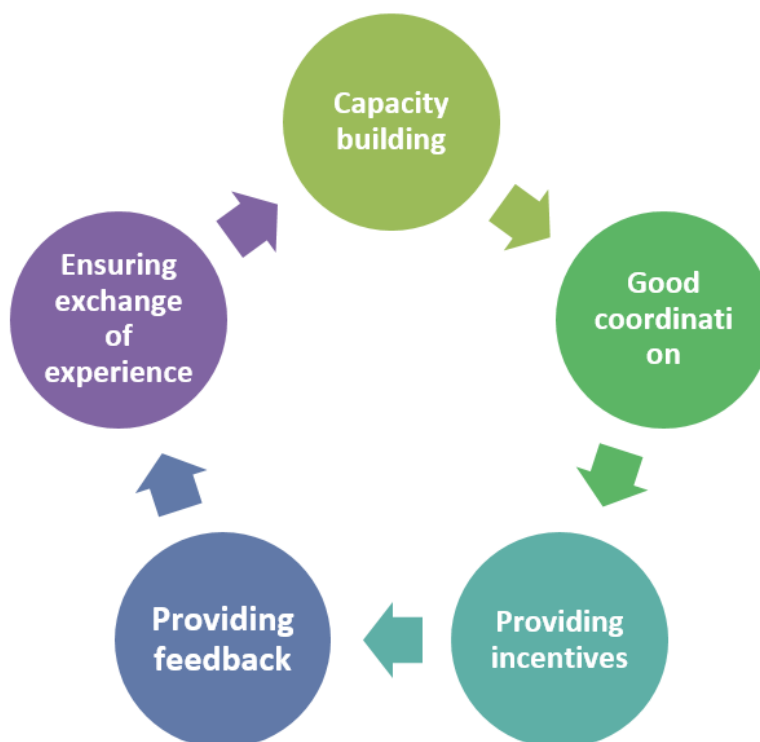 Capacity
building
Good
coordinati
on
Providing
incentives
Providing
feedback
Ensuring
exchange
of
experience